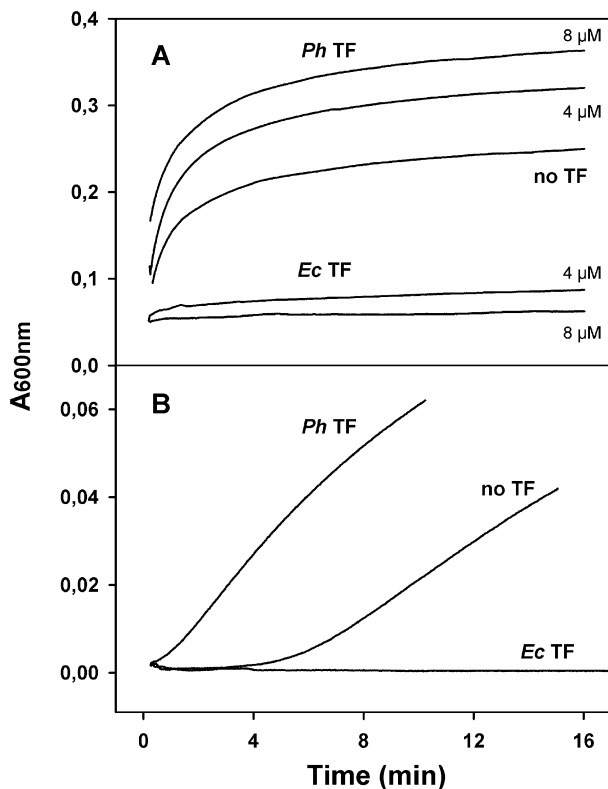 0,4
A
Ph TF
8 μM
0,3
4 μM
0,2
no TF
Ec TF
4 μM
0,1
8 μM
0,0
A600nm
B
0,06
Ph TF
no TF
0,04
0,02
Ec TF
0,00
0 4 8 12 16
Time (min)